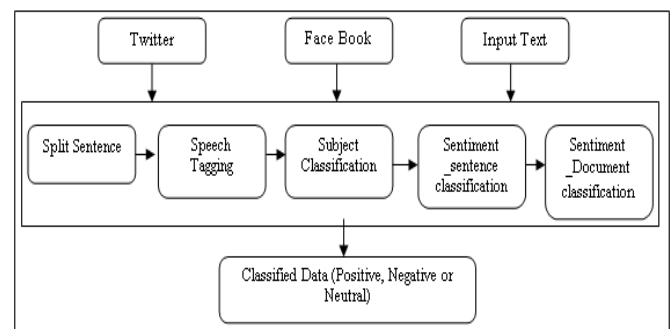 Twitter
Face Book
Input Text
Split Sentence
Speech
Tagging
Subject
Classification
Sentiment
_sentence
classification
Sentiment
_Document
classification
Classified Data (Positive, Negative or
Neutral)